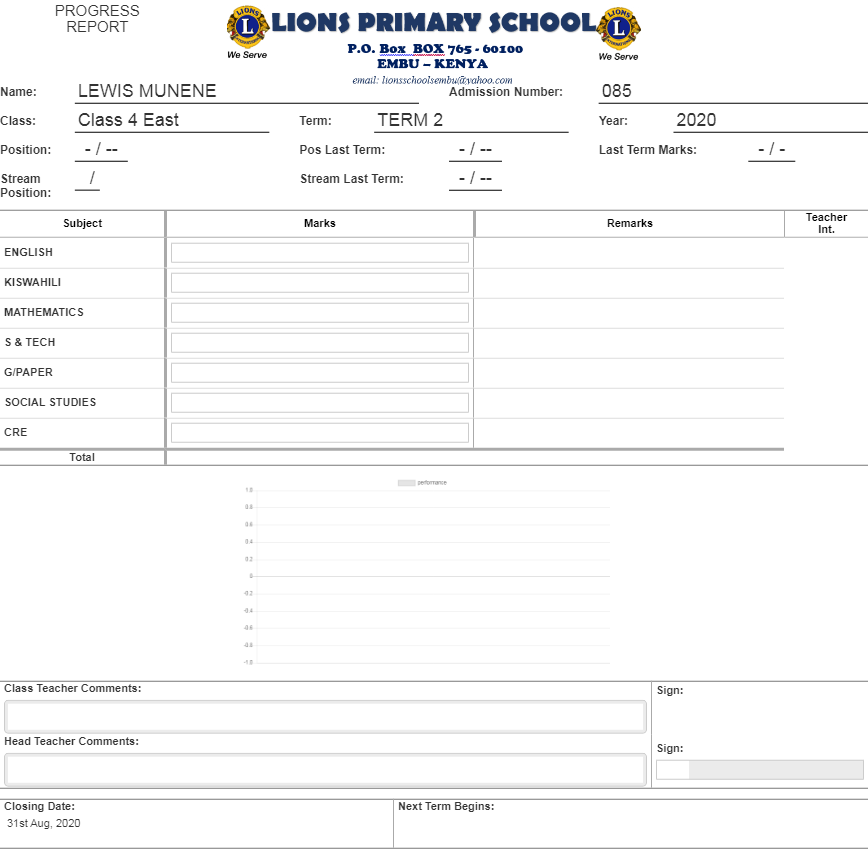 PROGRESS
REPORT
LIONS
L
INTERNATIONAL
We Serve
LIONS PRIMARY SCHOOL
P.O. Box BOX 765 - 60100
EMBU – KENYA
email: lionsschoolsembu@yahoo.com
LIONS
L
INTERNATIONAL
We Serve
Name: LEWIS MUNENE Admission Number: 085
Class: Class 4 East Term: TERM 2 Year: 2020
Position: - / -- Pos Last Term: - / -- Last Term Marks: - / -
Stream Position: / Stream Last Term: - / --
Subject Marks Remarks Teacher Int.
ENGLISH
KISWAHILI
MATHEMATICS
S & TECH
G/PAPER
SOCIAL STUDIES
CRE
Total
performance
1.0
0.8
0.6
0.4
0.2
0
-0.2
-0.4
-0.6
-0.8
-1.0
Class Teacher Comments: Sign:
Head Teacher Comments: Sign:
Closing Date: Next Term Begins:
31st Aug, 2020